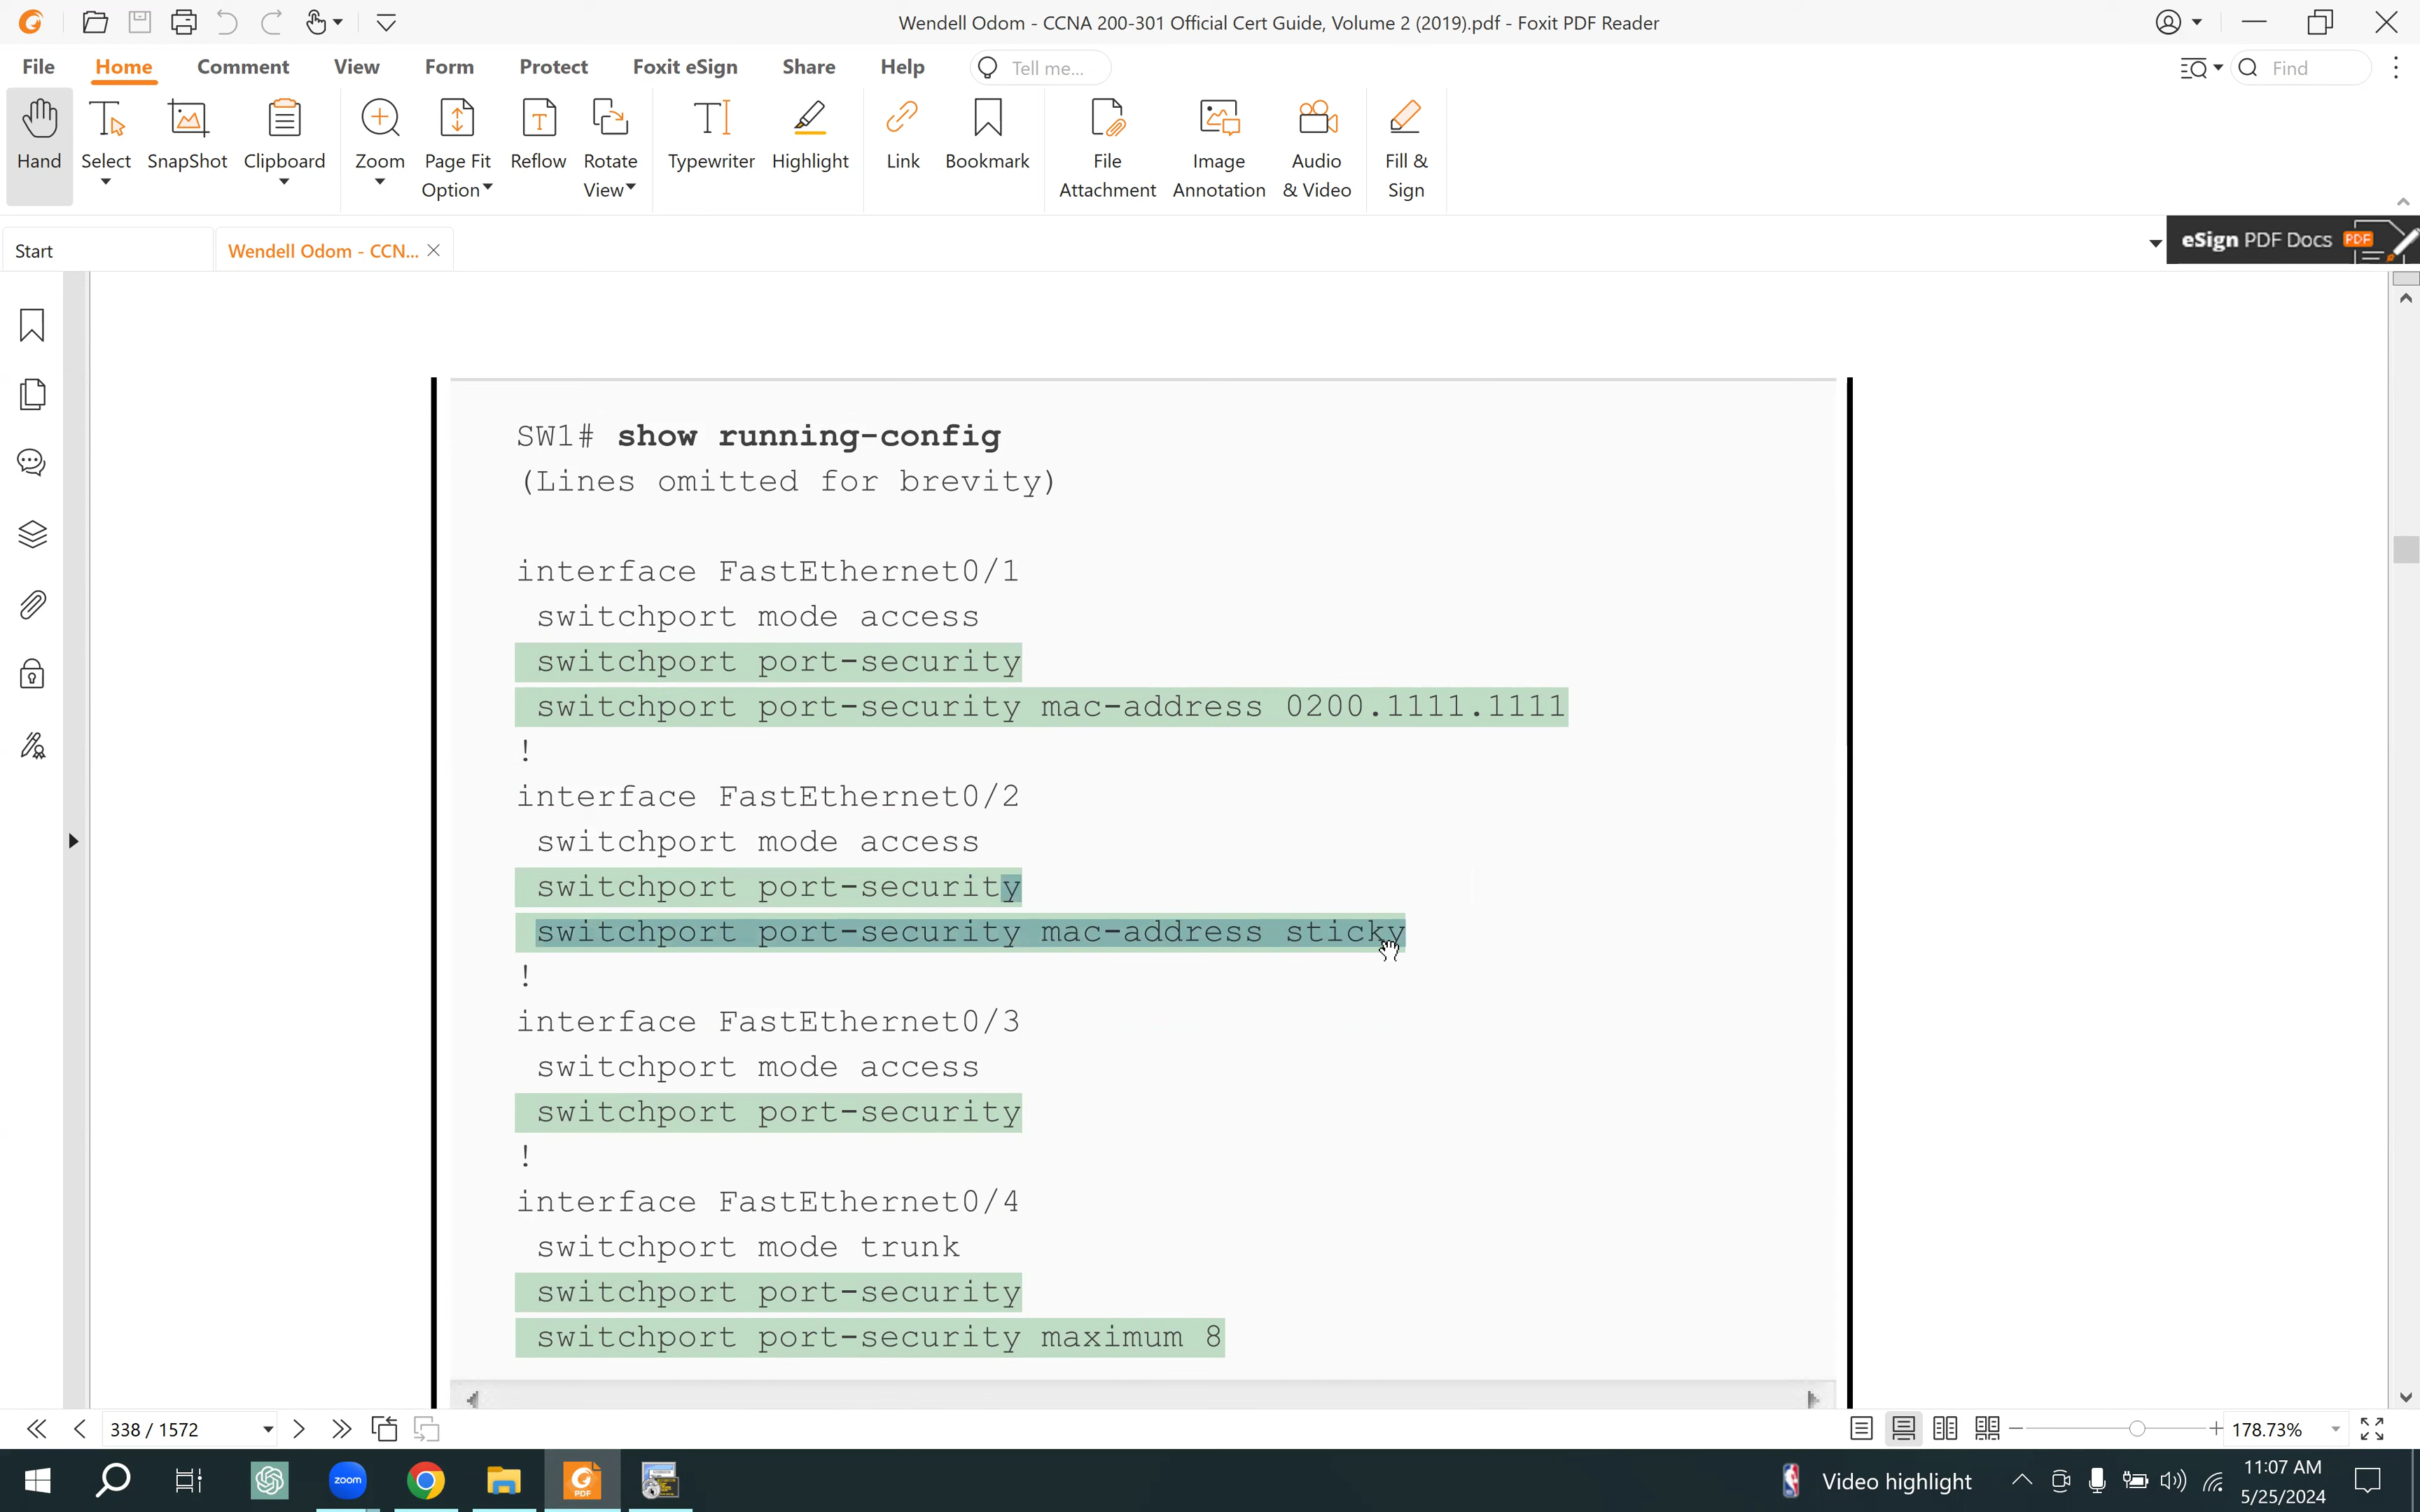 Wendell Odom - CCNA 200-301 Official Cert Guide, Volume 2 (2019).pdf - Foxit PDF Reader
File Home Comment View Form Protect Foxit eSign Share Help Tell me... Find
Hand Select SnapShot Clipboard Zoom Page Fit Option Reflow Rotate View Typewriter Highlight Link Bookmark File Attachment Image Annotation Audio & Video Fill & Sign
Start Wendell Odom - CCN... eSign PDF Docs PDF
SW1# show running-config
(Lines omitted for brevity)
interface FastEthernet0/1
switchport mode access
switchport port-security
switchport port-security mac-address 0200.1111.1111
!
interface FastEthernet0/2
switchport mode access
switchport port-security
switchport port-security mac-address sticky
!
interface FastEthernet0/3
switchport mode access
switchport port-security
!
interface FastEthernet0/4
switchport mode trunk
switchport port-security
switchport port-security maximum 8
338 / 1572 178.73%
zoom PDF Video highlight 11:07 AM
5/25/2024